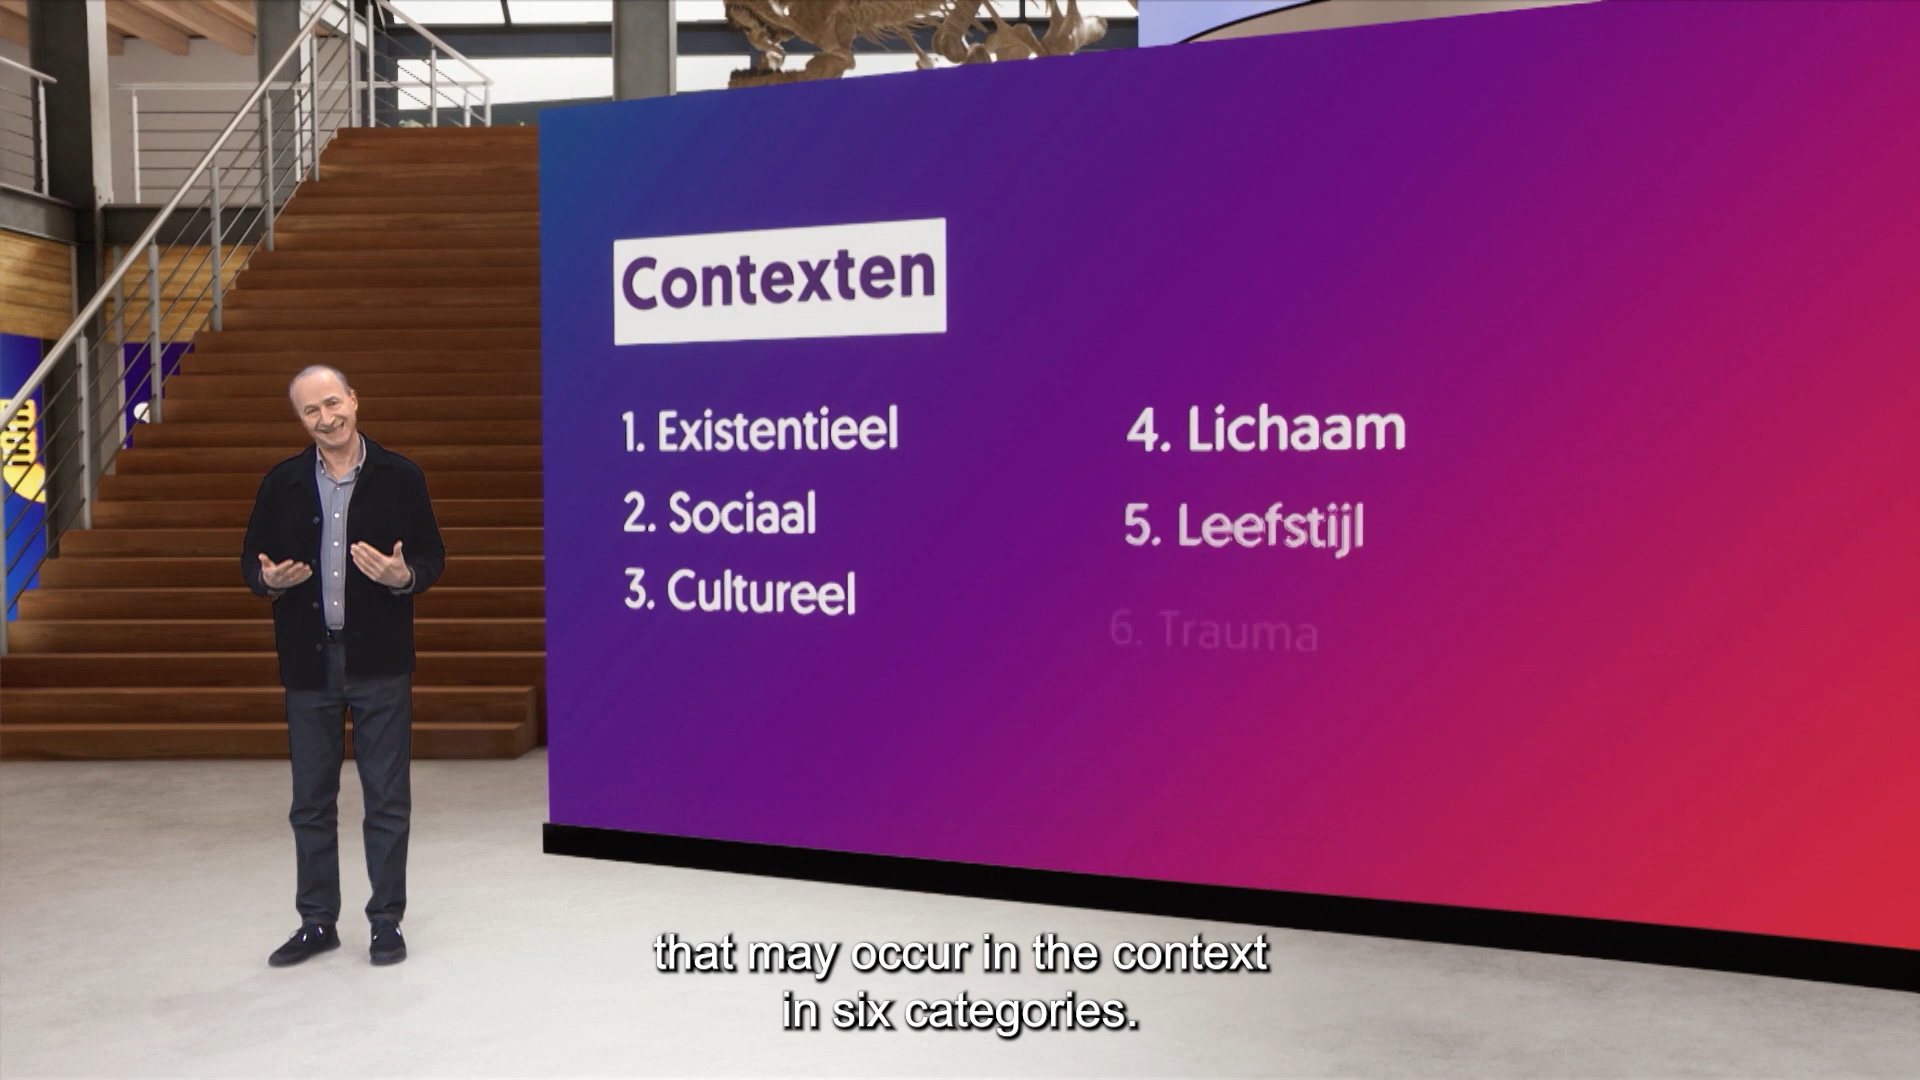 Contexten
1. Existentieel
2. Sociaal
3. Cultureel
4. Lichaam
5. Leefstijl
6. Trauma
that may occur in the context
in six categories.